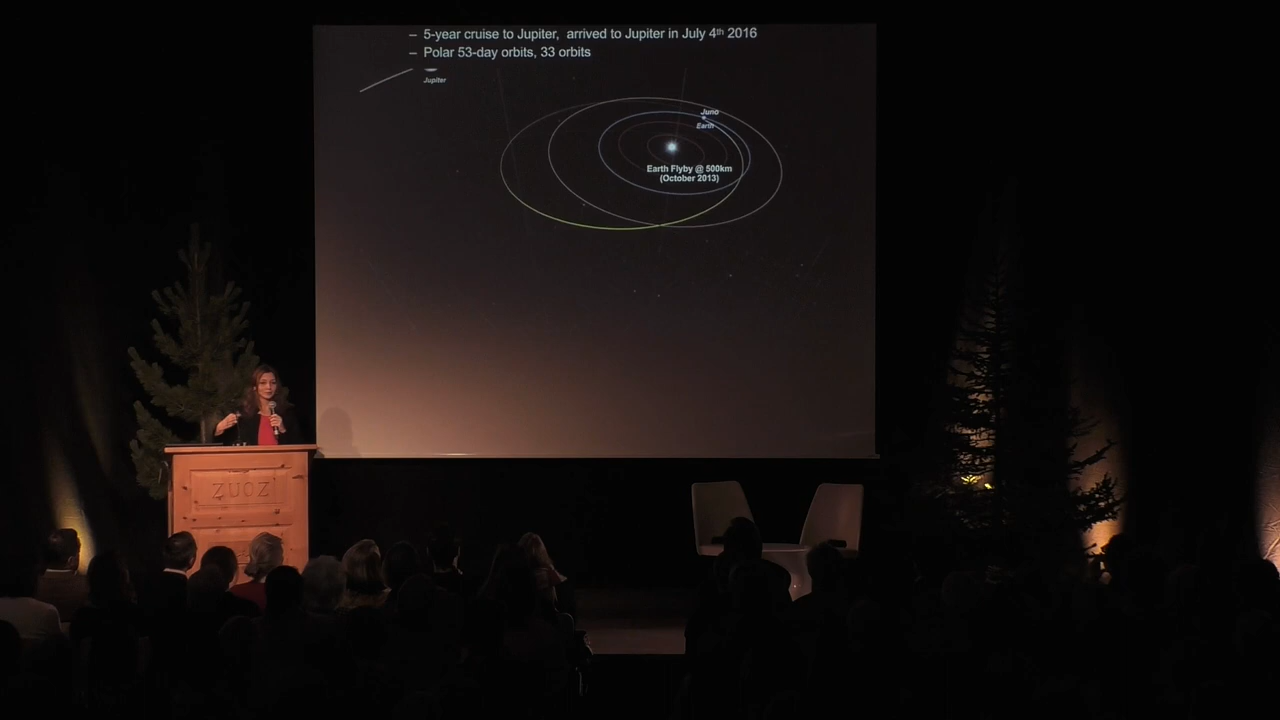 – 5-year cruise to Jupiter, arrived to Jupiter in July 4th 2016
– Polar 53-day orbits, 33 orbits
Jupiter
Juno
Earth
Earth Flyby @ 500km
(October 2013)
ZUOZ